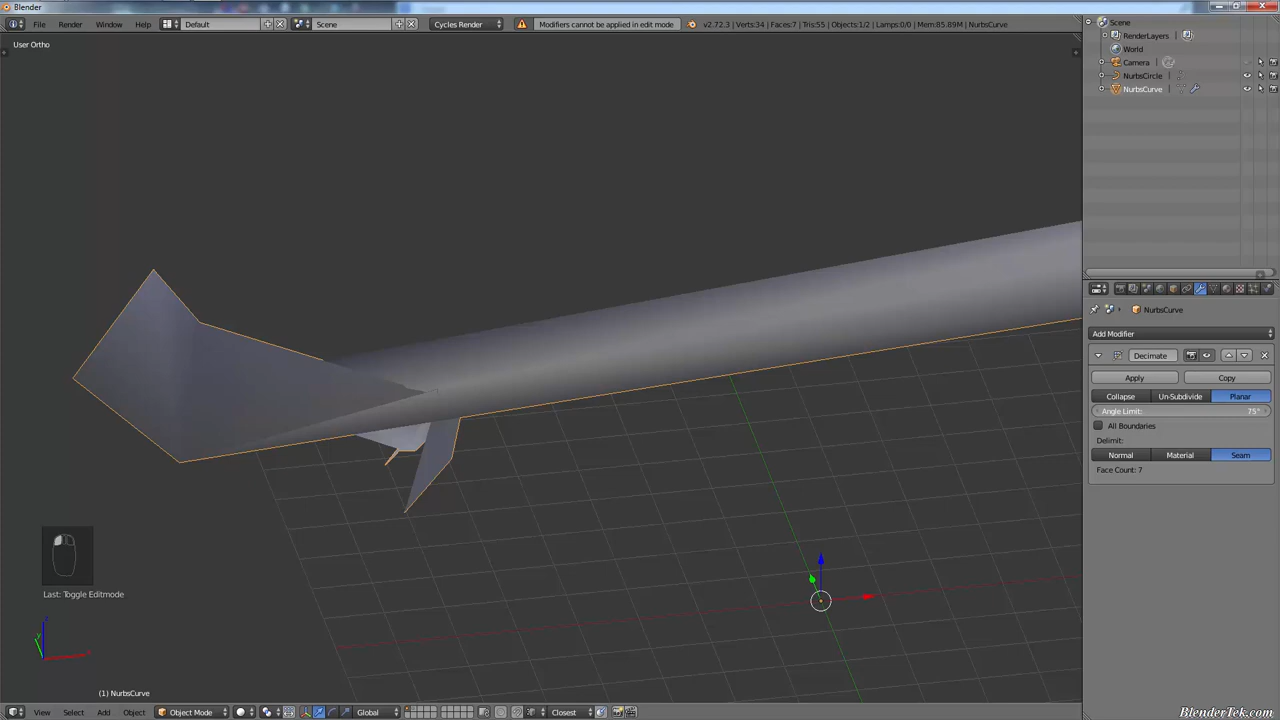 Blender
File Render Window Help Default Scene Cycles Render Modifiers cannot be applied in edit mode v2.72.3 | Verts:34 | Faces:7 | Tris:55 | Objects:1/2 | Lamps:0/0 | Mem:85.89M | NurbsCurve
User Ortho
Scene
RenderLayers
World
Camera
NurbsCircle
NurbsCurve
NurbsCurve
Add Modifier
Decimate
Apply Copy
Collapse Un-Subdivide Planar
Angle Limit: 75°
All Boundaries
Delimit:
Normal Material Seam
Face Count: 7
Last: Toggle Editmode
z
y
x
(1) NurbsCurve
View Select Add Object Object Mode Global Closest
BlenderTek.com